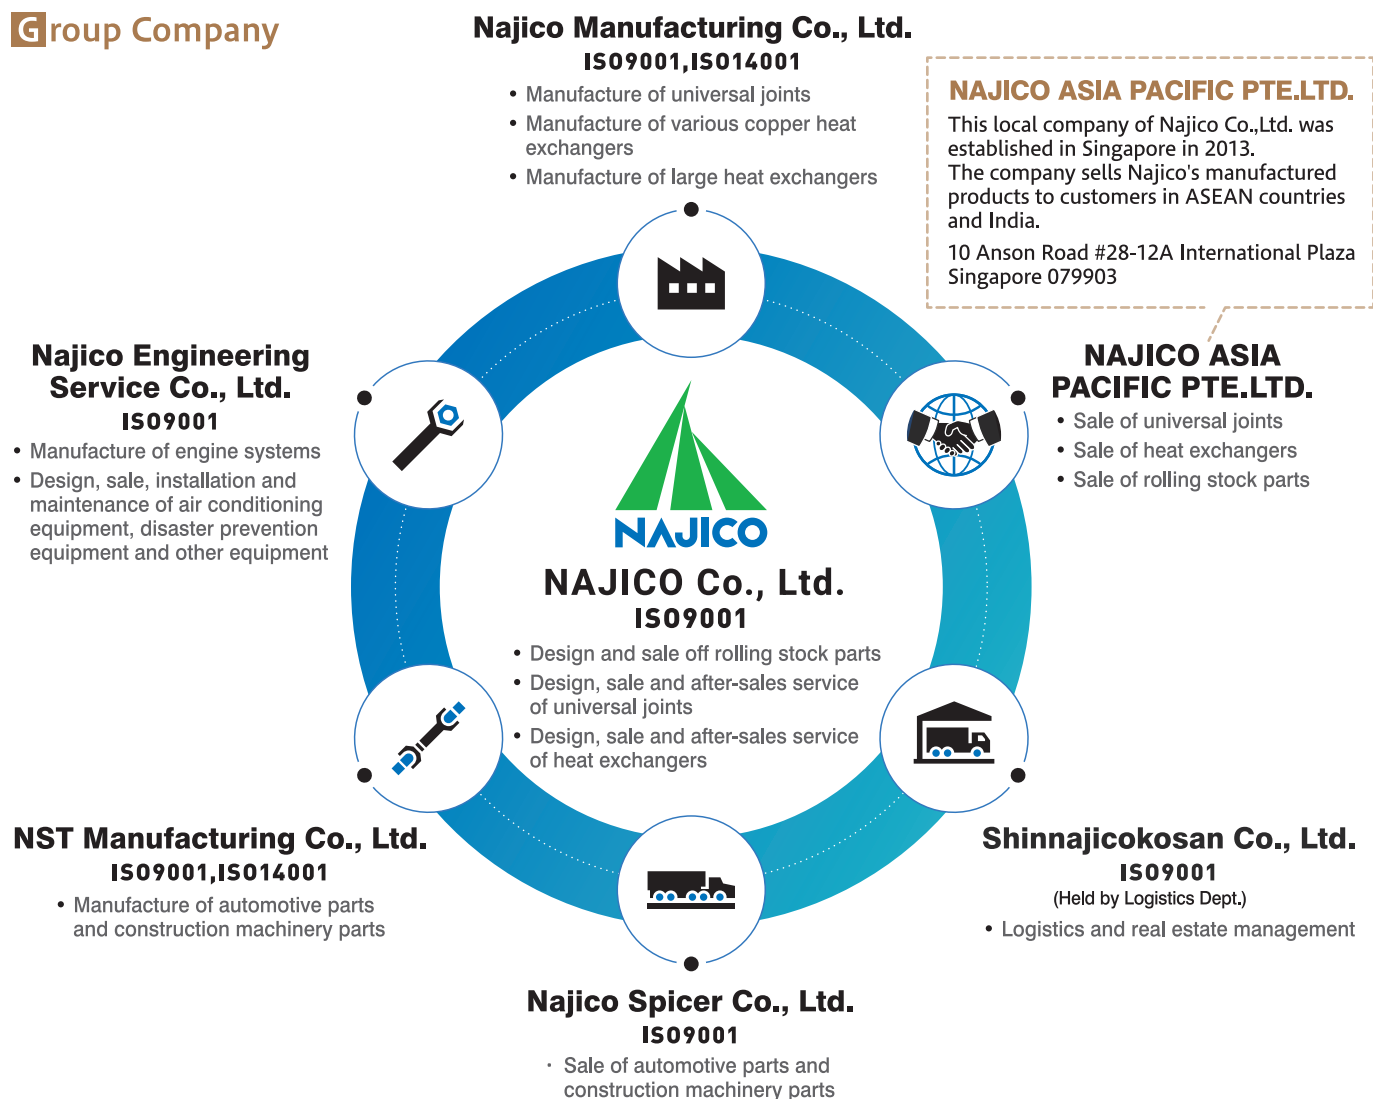 Group Company
Najico Manufacturing Co., Ltd.
ISO9001,ISO14001
• Manufacture of universal joints
• Manufacture of various copper heat
exchangers
• Manufacture of large heat exchangers
NAJICO ASIA PACIFIC PTE.LTD.
This local company of Najico Co.,Ltd. was
established in Singapore in 2013.
The company sells Najico's manufactured
products to customers in ASEAN countries
and India.
10 Anson Road #28-12A International Plaza
Singapore 079903
Najico Engineering
Service Co., Ltd.
ISO9001
• Manufacture of engine systems
• Design, sale, installation and
maintenance of air conditioning
equipment, disaster prevention
equipment and other equipment
NAJICO ASIA
PACIFIC PTE.LTD.
• Sale of universal joints
• Sale of heat exchangers
• Sale of rolling stock parts
NAJICO
NAJICO Co., Ltd.
ISO9001
• Design and sale off rolling stock parts
• Design, sale and after-sales service
of universal joints
• Design, sale and after-sales service
of heat exchangers
NST Manufacturing Co., Ltd.
ISO9001,ISO14001
• Manufacture of automotive parts
and construction machinery parts
Shinnajicokosan Co., Ltd.
ISO9001
(Held by Logistics Dept.)
• Logistics and real estate management
Najico Spicer Co., Ltd.
ISO9001
· Sale of automotive parts and
construction machinery parts